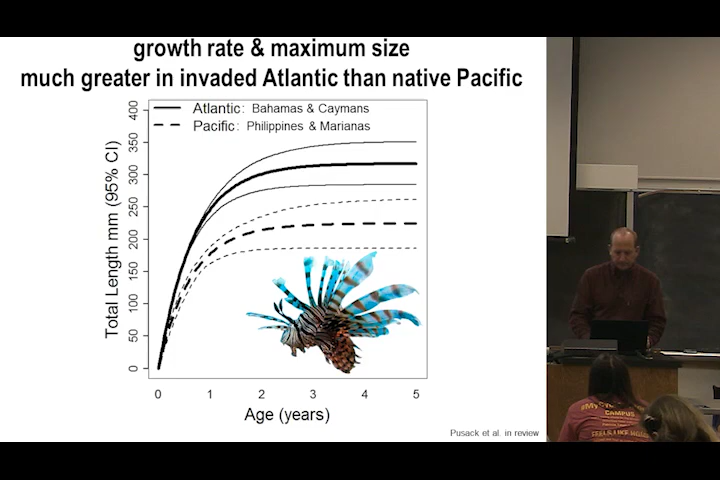 growth rate & maximum size
much greater in invaded Atlantic than native Pacific
Atlantic: Bahamas & Caymans
Pacific: Philippines & Marianas
Total Length mm (95% CI)
400
350
300
250
200
150
100
50
0
0 1 2 3 4 5
Age (years)
Pusack et al. in review
CAMPUS